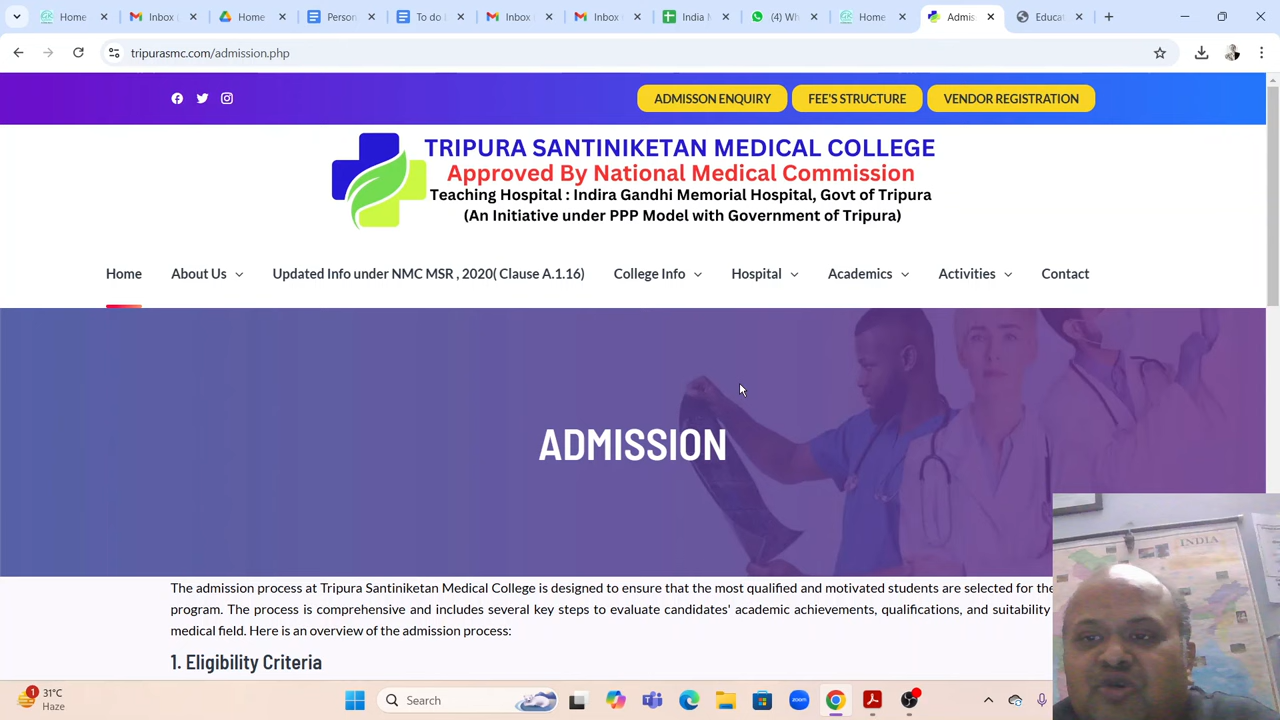 Inbox (
Home
Person
To do l
Inbox
Inbox
India M
(4) Wh
Home
Admis
Educat
tripurasmc.com/admission.php
ADMISSON ENQUIRY
FEE'S STRUCTURE
VENDOR REGISTRATION
TRIPURA SANTINIKETAN MEDICAL COLLEGE
Approved By National Medical Commission
Teaching Hospital : Indira Gandhi Memorial Hospital, Govt of Tripura
(An Initiative under PPP Model with Government of Tripura)
Home
About Us
Updated Info under NMC MSR , 2020( Clause A.1.16)
College Info
Hospital
Academics
Activities
Contact
ADMISSION
The admission process at Tripura Santiniketan Medical College is designed to ensure that the most qualified and motivated students are selected for the
program. The process is comprehensive and includes several key steps to evaluate candidates' academic achievements, qualifications, and suitability
medical field. Here is an overview of the admission process:
1. Eligibility Criteria
INDIA
1
31°C
Haze
Search
zoom